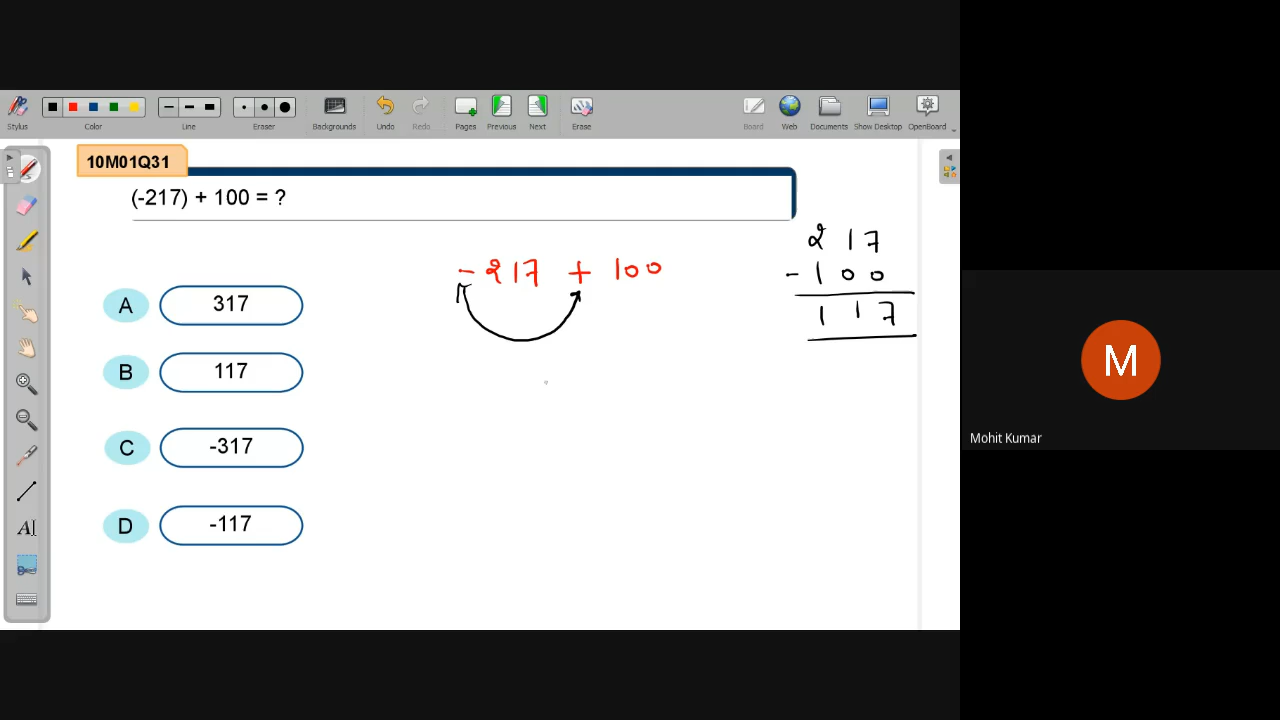 Stylus
Color
Line
Eraser
Backgrounds
Undo
Redo
Pages
Previous
Next
Erase
Board
Web
Documents
Show Desktop
OpenBoard
10M01Q31
(-217) + 100 = ?
- 217 + 100
217
- 100
117
A 317
B 117
C -317
D -117
A
M
Mohit Kumar